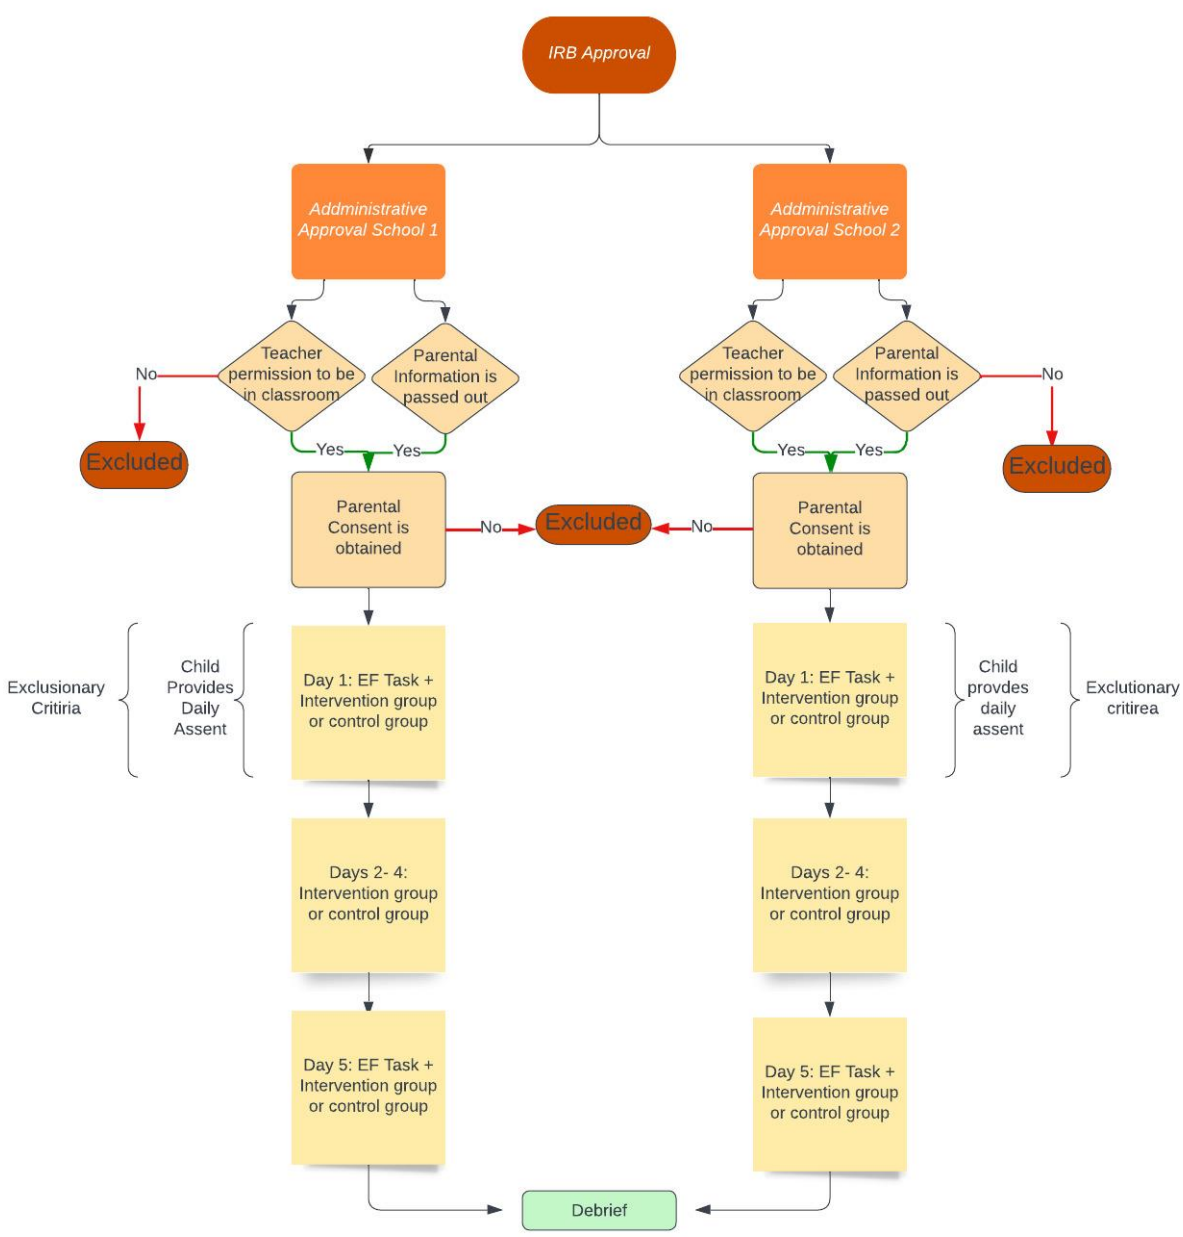 IRB Approval
Addministrative
Approval School 1
Addministrative
Approval School 2
Teacher
permission to be
in classroom
Parental
Information is
passed out
Teacher
permission to be
in classroom
Parental
Information is
passed out
No
No
Excluded
Yes
Yes
Yes
Yes
Excluded
Parental
Consent is
obtained
No
Excluded
No
Parental
Consent is
obtained
Exclusionary
Critiria
Child
Provides
Daily
Assent
Day 1: EF Task +
Intervention group
or control group
Day 1: EF Task +
Intervention group
or control group
Child
provdes
daily
assent
Exclutionary
critirea
Days 2- 4:
Intervention group
or control group
Days 2- 4:
Intervention group
or control group
Day 5: EF Task +
Intervention group
or control group
Day 5: EF Task +
Intervention group
or control group
Debrief